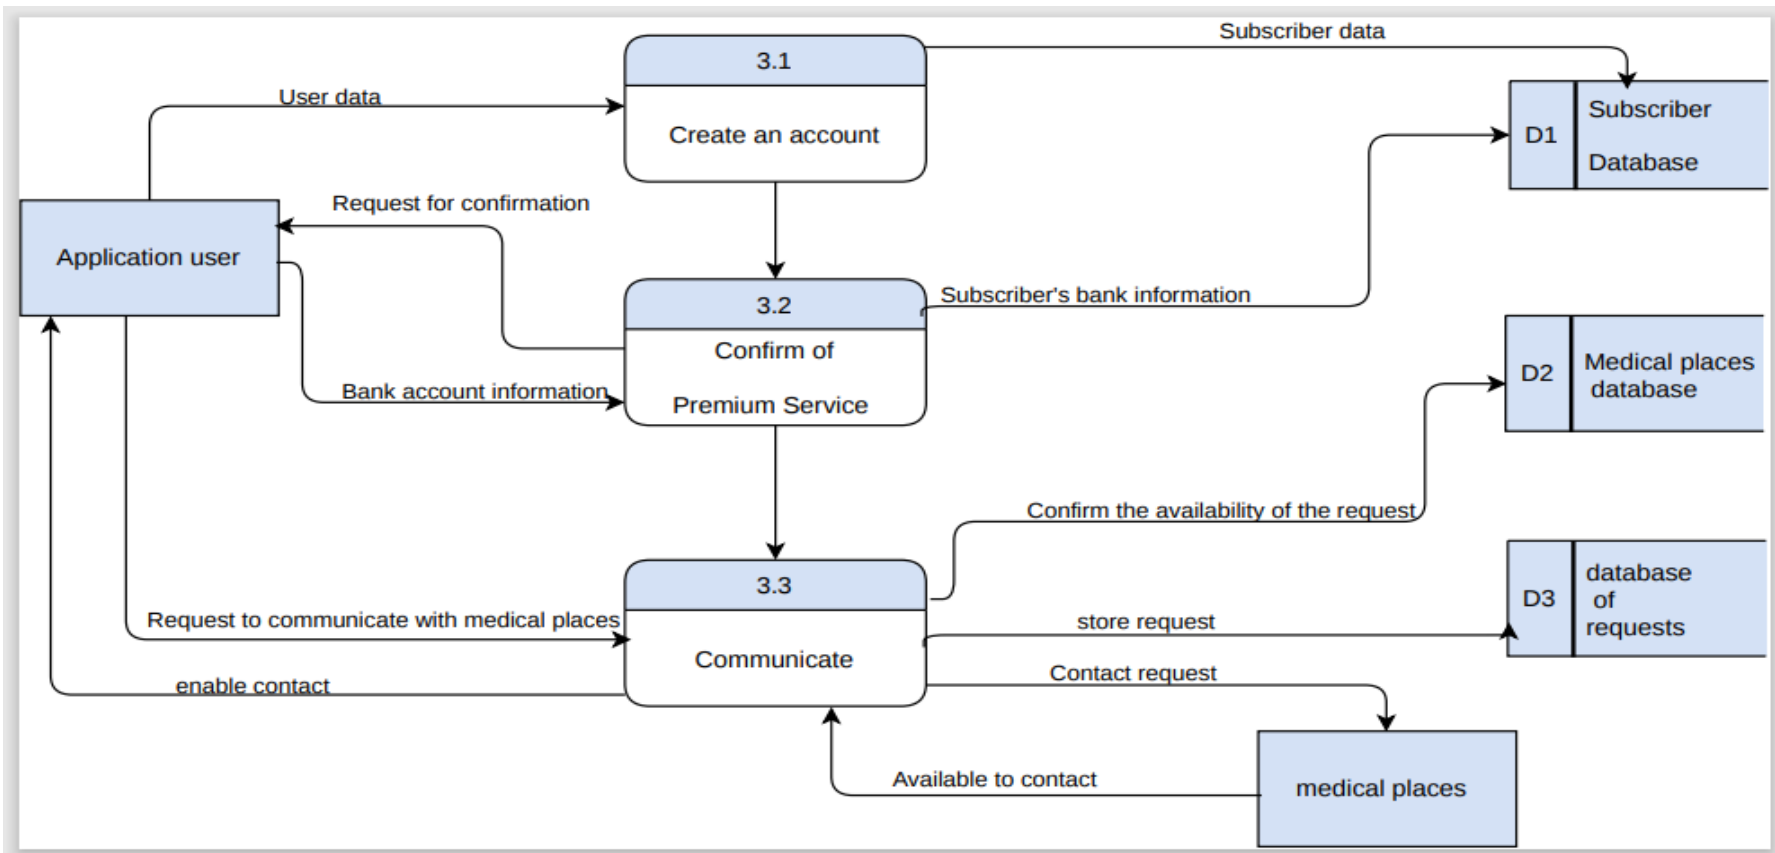 Subscriber data
3.1
User data
Create an account
D1
Subscriber
Database
Request for confirmation
Application user
3.2
Subscriber's bank information
Confirm of
Premium Service
Bank account information
D2
Medical places
database
Confirm the availability of the request
3.3
D3
database
of
requests
Request to communicate with medical places
store request
Communicate
Contact request
enable contact
Available to contact
medical places